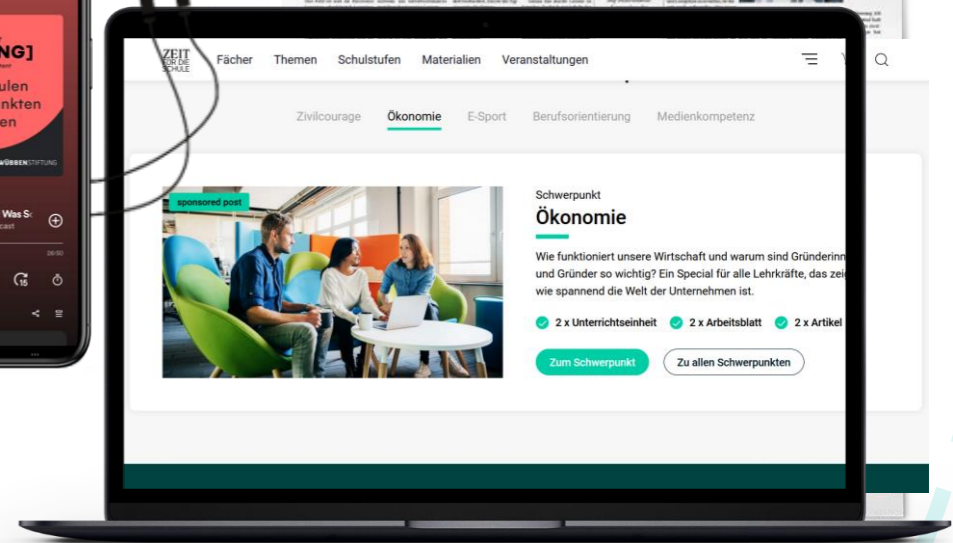 NG]
ulen
nkten
en
WÜBBENSTIFTUNG
Was S
cast
26:50
15
ZEIT
FÜR DIE
SCHULE
Fächer
Themen
Schulstufen
Materialien
Veranstaltungen
Zivilcourage
Ökonomie
E-Sport
Berufsorientierung
Medienkompetenz
sponsored post
Schwerpunkt
Ökonomie
Wie funktioniert unsere Wirtschaft und warum sind Gründerinn
und Gründer so wichtig? Ein Special für alle Lehrkräfte, das zei
wie spannend die Welt der Unternehmen ist.
2 x Unterrichtseinheit
2 x Arbeitsblatt
2 x Artikel
Zum Schwerpunkt
Zu allen Schwerpunkten